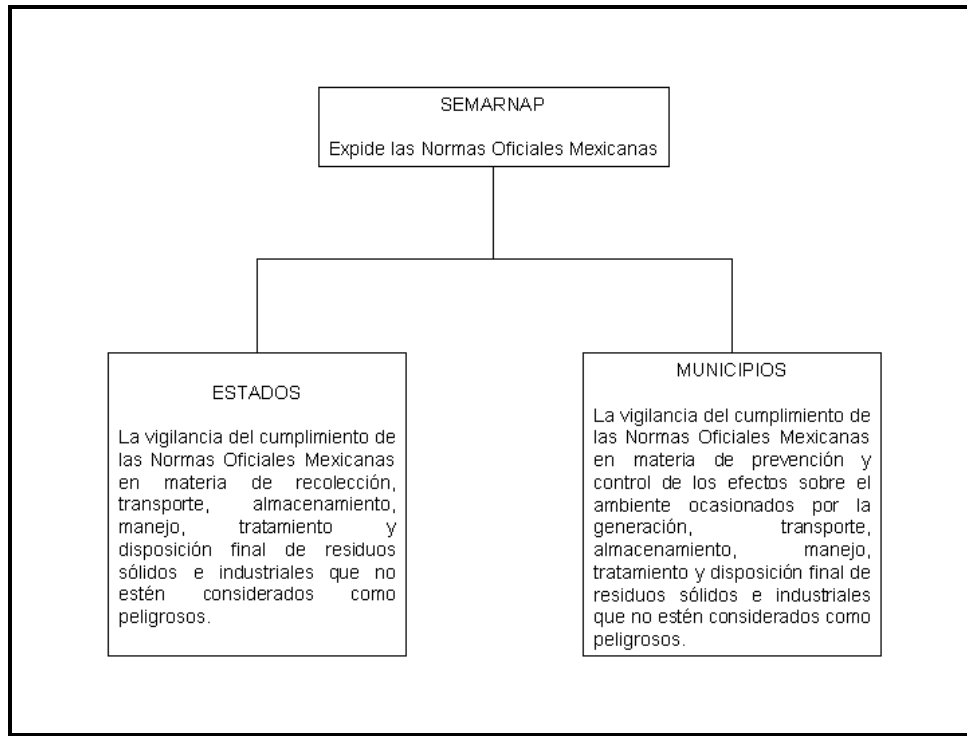 SEMARNAP
Expide las Normas Oficiales Mexicanas
ESTADOS
La vigilancia del cumplimiento de
las Normas Oficiales Mexicanas
en materia de recolección,
transporte, almacenamiento,
manejo, tratamiento y
disposición final de residuos
sólidos e industriales que no
estén considerados como
peligrosos.
MUNICIPIOS
La vigilancia del cumplimiento de
las Normas Oficiales Mexicanas
en materia de prevención y
control de los efectos sobre el
ambiente ocasionados por la
generación, transporte,
almacenamiento, manejo,
tratamiento y disposición final de
residuos sólidos e industriales
que no estén considerados como
peligrosos.